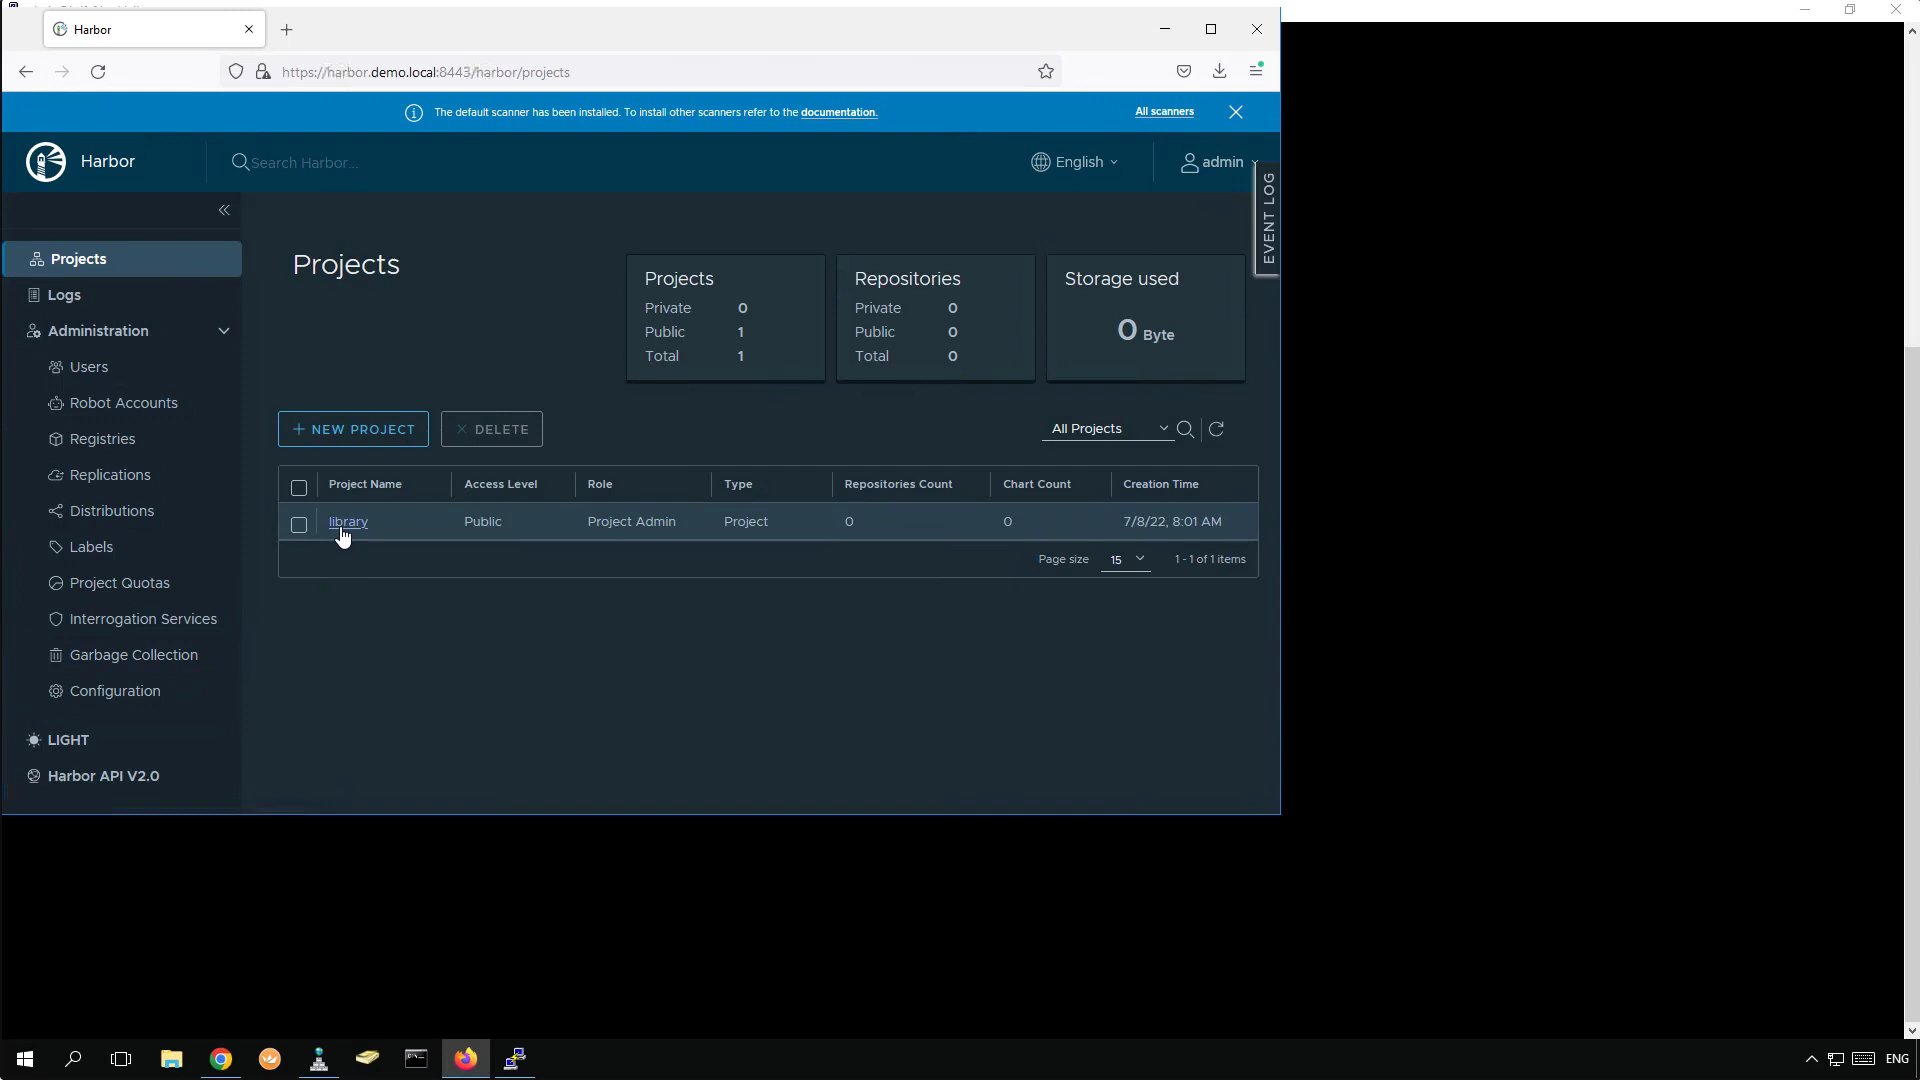 Harbor
https://harbor.demo.local:8443/harbor/projects
The default scanner has been installed. To install other scanners refer to the documentation.
All scanners
Harbor
Search Harbor...
English
admin
EVENT LOG
Projects
Logs
Administration
Users
Robot Accounts
Registries
Replications
Distributions
Labels
Project Quotas
Interrogation Services
Garbage Collection
Configuration
LIGHT
Harbor API V2.0
Projects
Projects
Private 0
Public 1
Total 1
Repositories
Private 0
Public 0
Total 0
Storage used
0 Byte
+ NEW PROJECT
× DELETE
All Projects
Project Name Access Level Role Type Repositories Count Chart Count Creation Time
library Public Project Admin Project 0 0 7/8/22, 8:01 AM
Page size 15 1 - 1 of 1 items
ENG